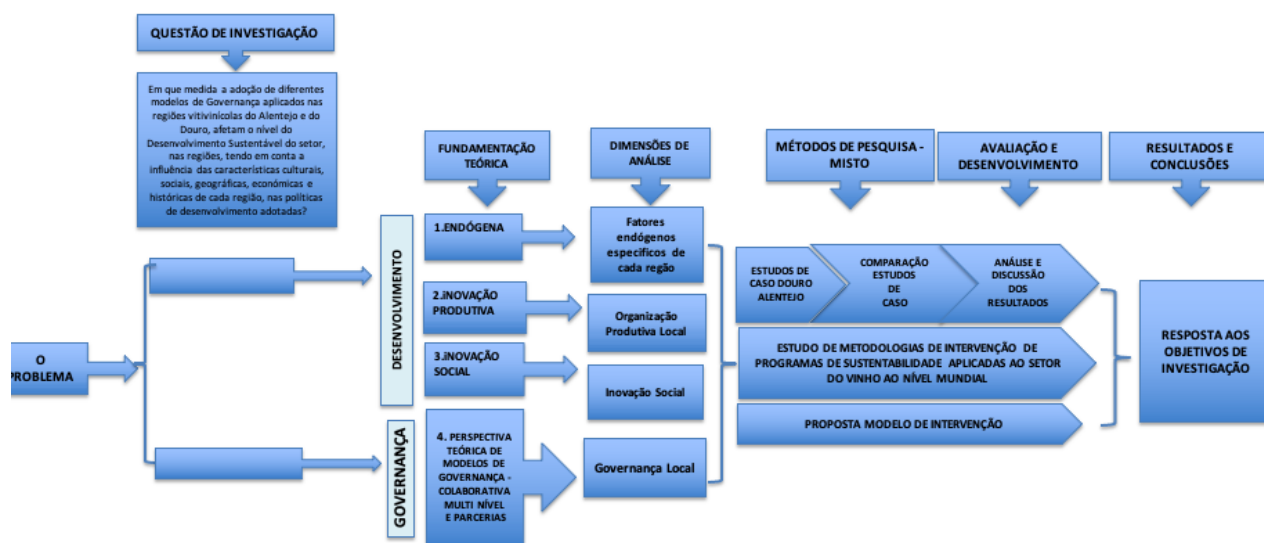 QUESTÃO DE INVESTIGAÇÃO
Em que medida a adoção de diferentes
modelos de Governança aplicados nas
regiões vitivinícolas do Alentejo e do
Douro, afetam o nível do
Desenvolvimento Sustentável do setor,
nas regiões, tendo em conta a
influência das características culturais,
sociais, geográficas, económicas e
históricas de cada região, nas políticas
de desenvolvimento adotadas?
O
PROBLEMA
DESENVOLVIMENTO
GOVERNANÇA
FUNDAMENTAÇÃO
TEÓRICA
1.ENDÓGENA
2.iNOVAÇÃO
PRODUTIVA
3.iNOVAÇÃO
SOCIAL
4. PERSPECTIVA
TEÓRICA DE
MODELOS DE
GOVERNANÇA -
COLABORATIVA
MULTI NÍVEL
E PARCERIAS
DIMENSÕES DE
ANÁLISE
Fatores
endógenos
especificos de
cada regão
Organização
Produtiva Local
Inovação Social
Governança Local
MÉTODOS DE PESQUISA -
MISTO
AVALIAÇÃO E
DESENVOLVIMENTO
RESULTADOS E
CONCLUSÕES
ESTUDOS DE
CASO DOURO
ALENTEJO
COMPARAÇÃO
ESTUDOS
DE
CASO
ANÁLISE E
DISCUSSÃO
DOS
RESULTADOS
ESTUDO DE METODOLOGIAS DE INTERVENÇÃO DE
PROGRAMAS DE SUSTENTABILIDADE APLICADAS AO SETOR
DO VINHO AO NÍVEL MUNDIAL
PROPOSTA MODELO DE INTERVENÇÃO
RESPOSTA AOS
OBJETIVOS DE
INVESTIGAÇÃO